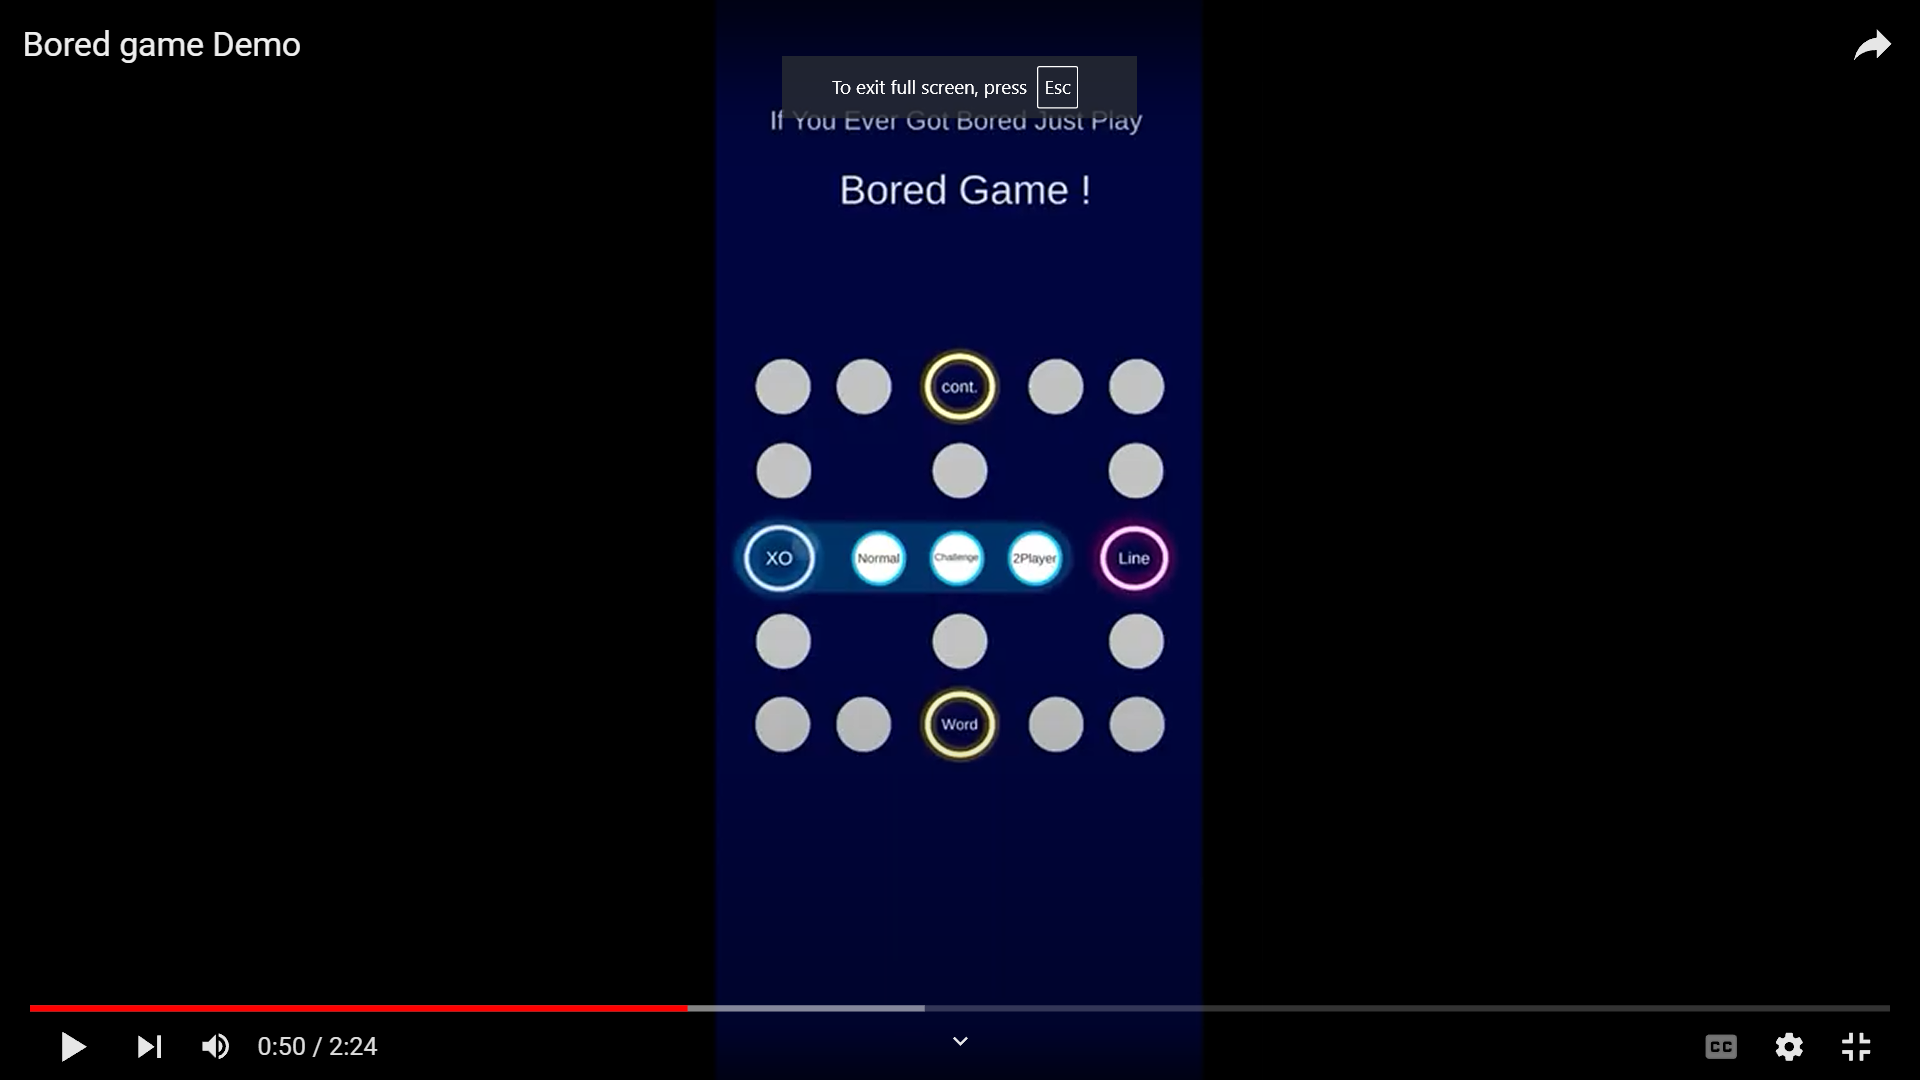 Bored game Demo
To exit full screen, press Esc
If You Ever Got Bored Just Play
Bored Game !
cont.
XO Normal Challenge 2Player Line
Word
0:50 / 2:24
CC